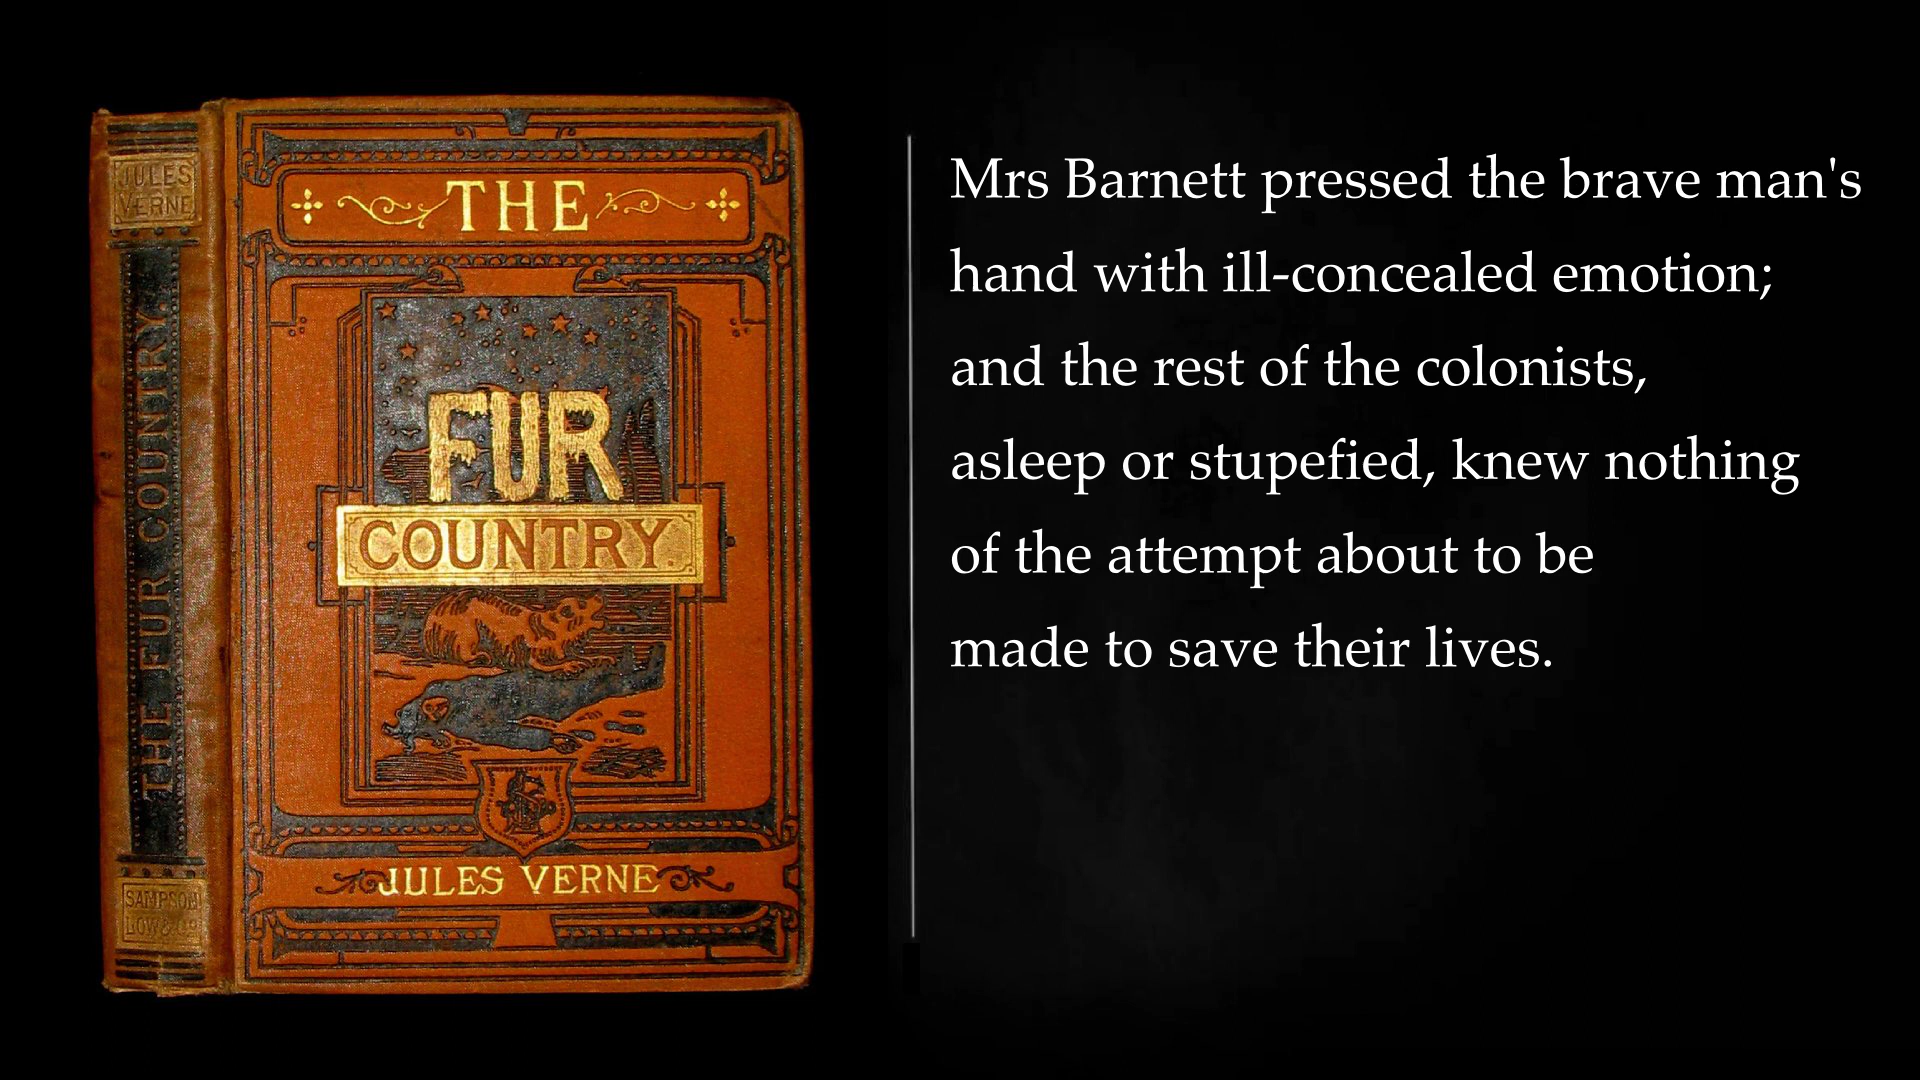 JULES
VERNE
THE FUR COUNTRY.
SAMPSON
LOW & Co
THE
FUR
COUNTRY.
JULES VERNE
Mrs Barnett pressed the brave man's
hand with ill-concealed emotion;
and the rest of the colonists,
asleep or stupefied, knew nothing
of the attempt about to be
made to save their lives.